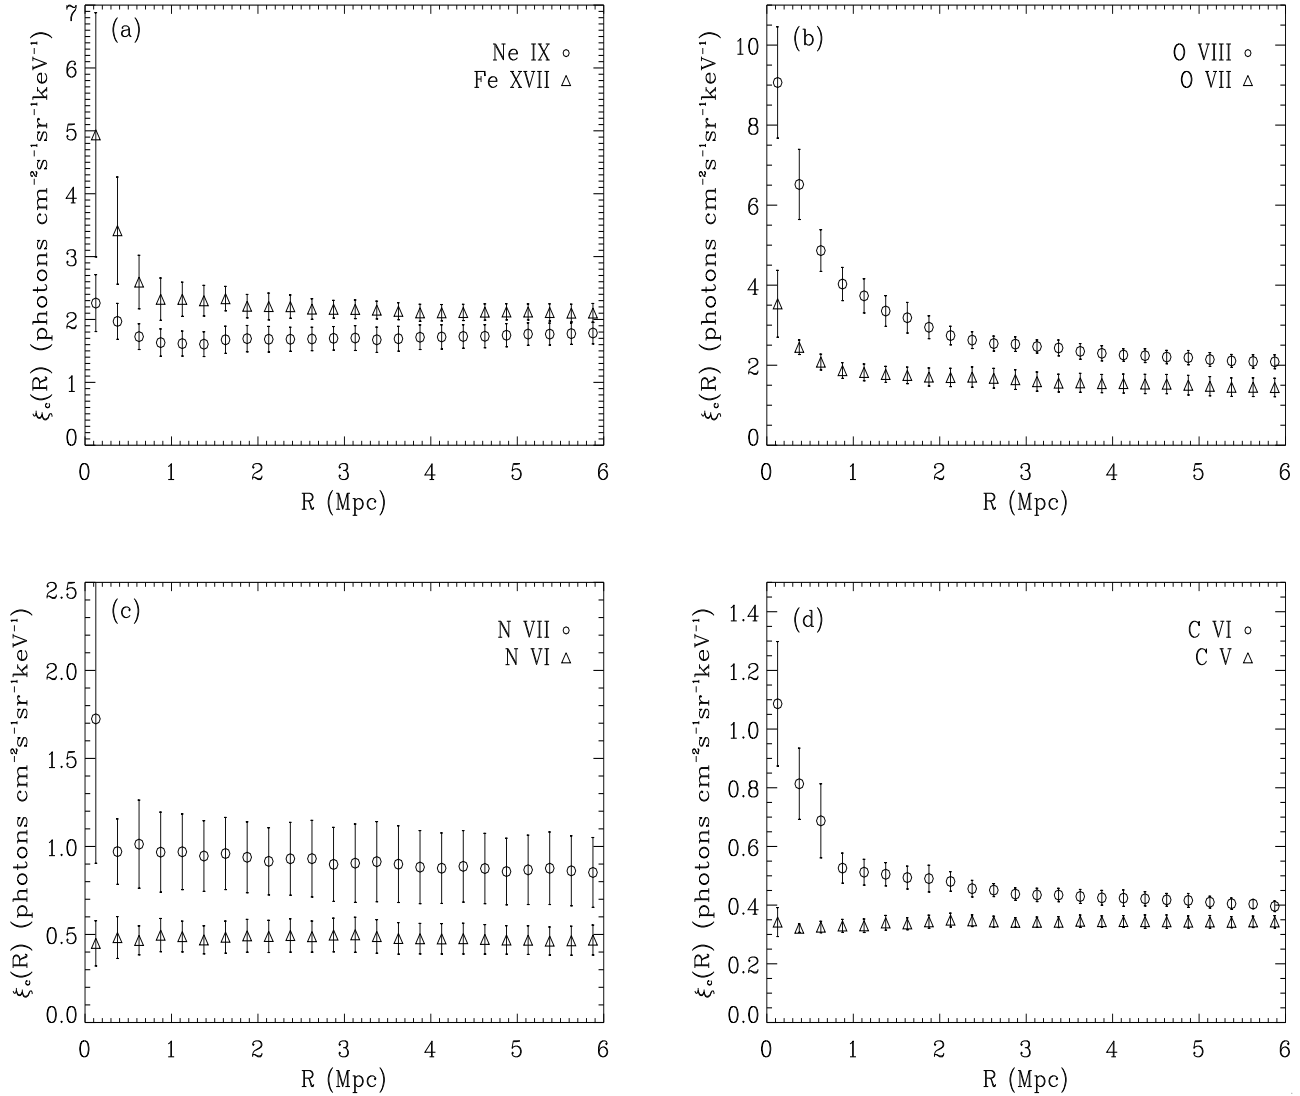 (a)
Ne IX ○
Fe XVII △
7
6
5
4
3
2
1
0
0 1 2 3 4 5 6
R (Mpc)
ξc(R) (photons cm⁻²s⁻¹sr⁻¹keV⁻¹)
(b)
O VIII ○
O VII △
10
8
6
4
2
0
0 1 2 3 4 5 6
R (Mpc)
ξc(R) (photons cm⁻²s⁻¹sr⁻¹keV⁻¹)
(c)
N VII ○
N VI △
2.5
2.0
1.5
1.0
0.5
0.0
0 1 2 3 4 5 6
R (Mpc)
ξc(R) (photons cm⁻²s⁻¹sr⁻¹keV⁻¹)
(d)
C VI ○
C V △
1.4
1.2
1.0
0.8
0.6
0.4
0.2
0.0
0 1 2 3 4 5 6
R (Mpc)
ξc(R) (photons cm⁻²s⁻¹sr⁻¹keV⁻¹)